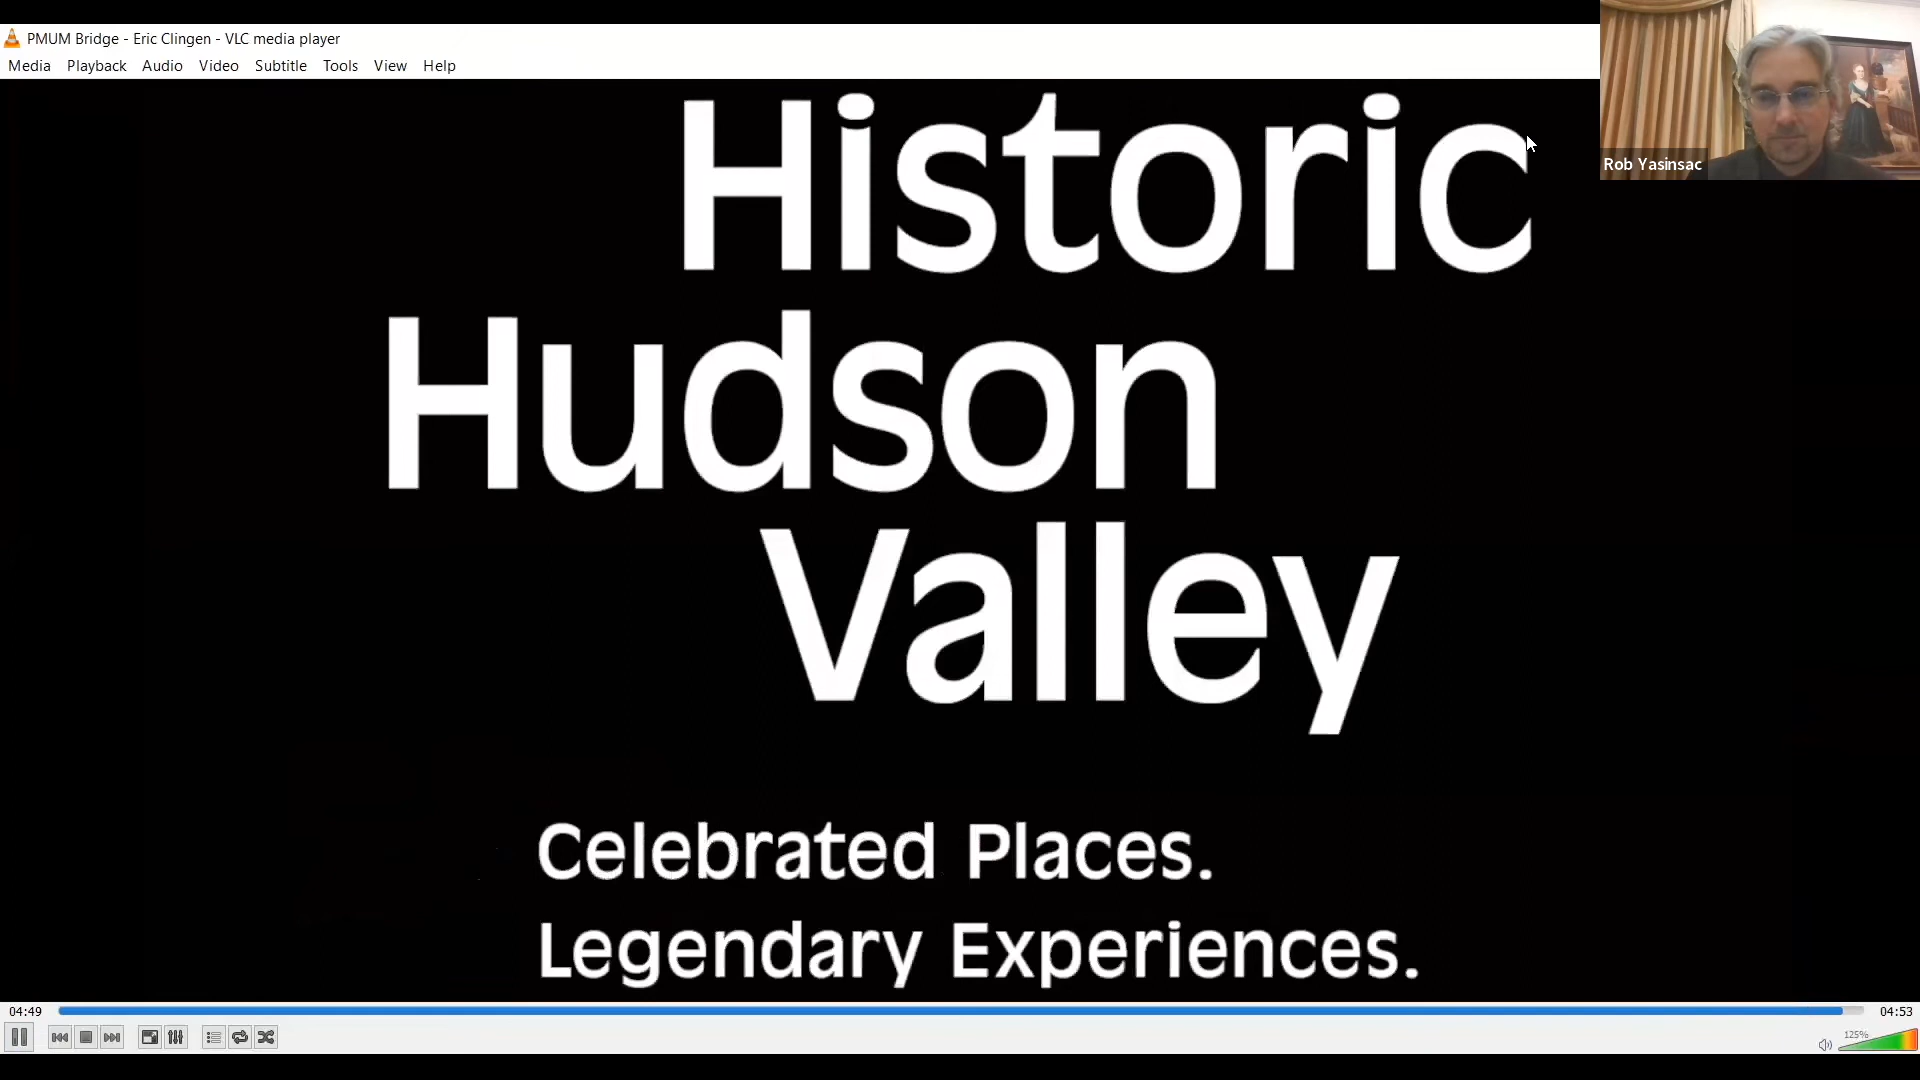 PMUM Bridge - Eric Clingen - VLC media player
Media Playback Audio Video Subtitle Tools View Help
Rob Yasinsac
Historic
Hudson
Valley
Celebrated Places.
Legendary Experiences.
04:49
04:53
125%